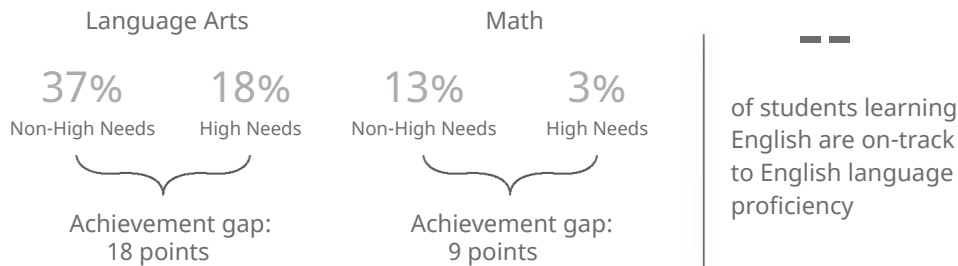 Language Arts
Math
37%
18%
13%
3%
Non-High Needs
High Needs
Non-High Needs
High Needs
Achievement gap:
18 points
Achievement gap:
9 points
--
of students learning
English are on-track
to English language
proficiency